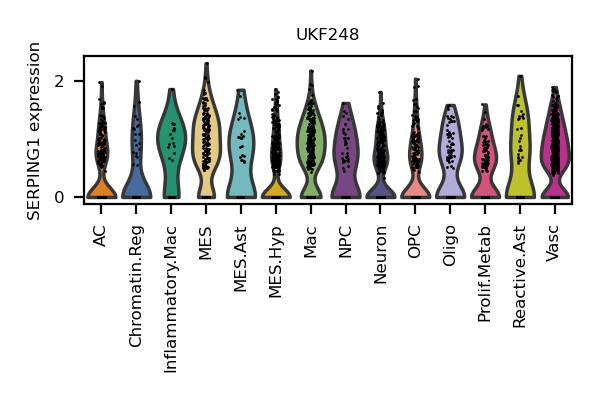 UKF248
SERPING1 expression
2
0
AC
Chromatin.Reg
Inflammatory.Mac
MES
MES.Ast
MES.Hyp
Mac
NPC
Neuron
OPC
Oligo
Prolif.Metab
Reactive.Ast
Vasc